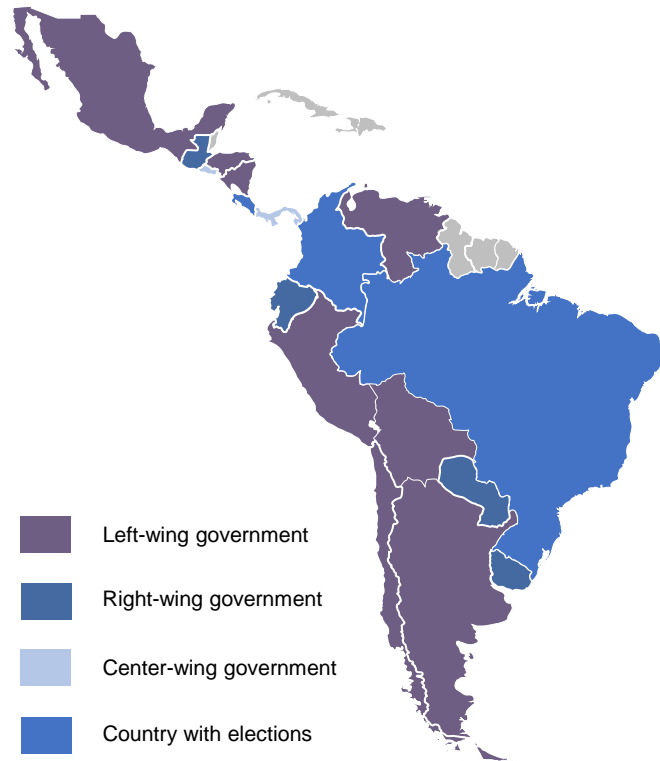 Left-wing government
Right-wing government
Center-wing government
Country with elections